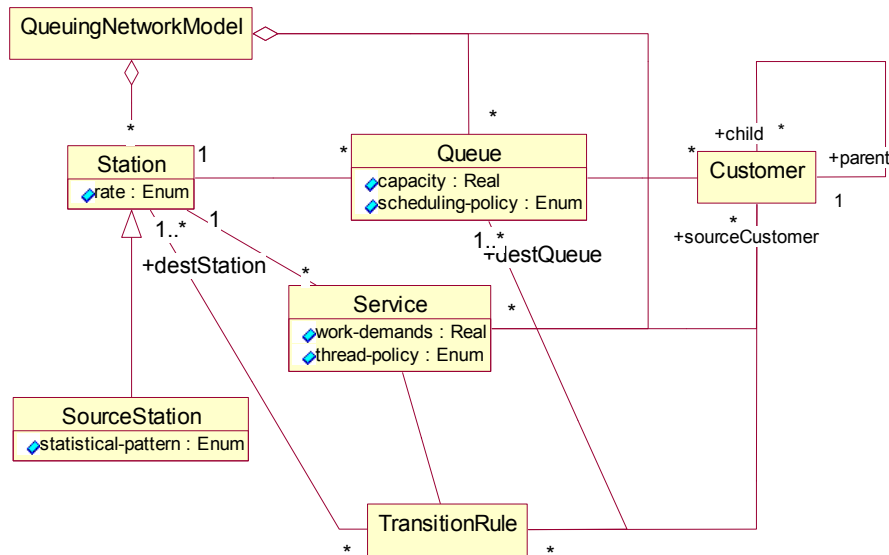 QueuingNetworkModel
*
*
+child
*
+parent
1
Station
rate : Enum
1
*
Queue
capacity : Real
scheduling-policy : Enum
*
Customer
*
+sourceCustomer
1..*
+destStation
1
*
1..*
+destQueue
Service
work-demands : Real
thread-policy : Enum
*
SourceStation
statistical-pattern : Enum
TransitionRule
*
*